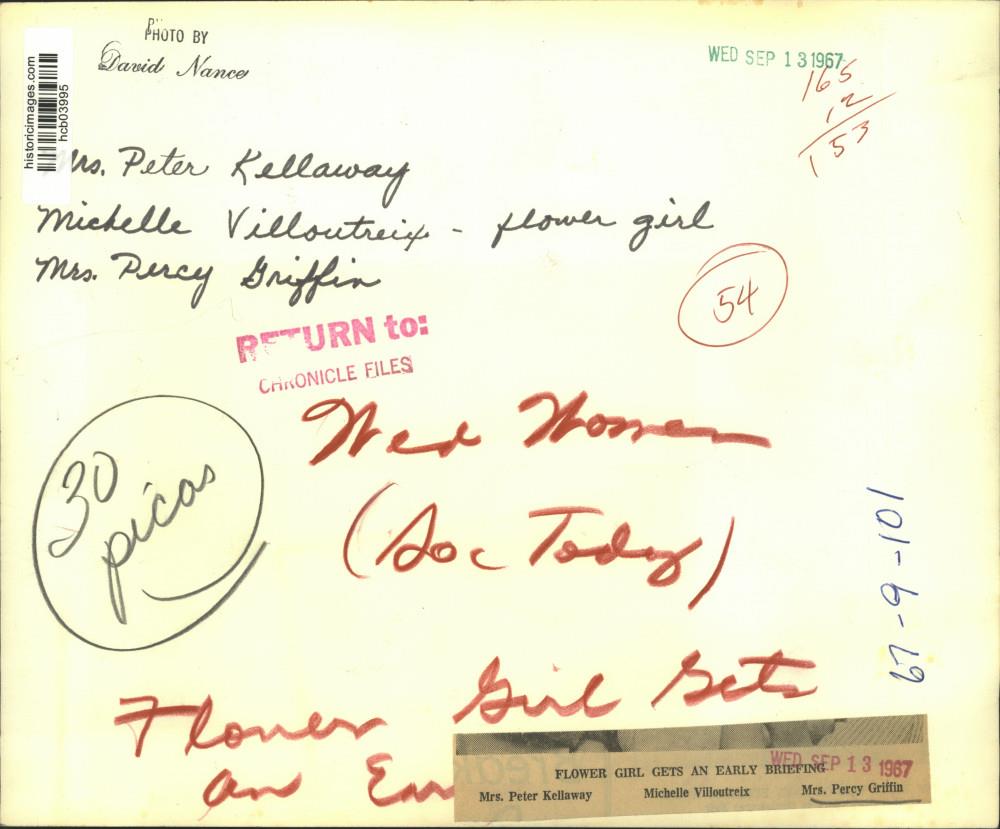 PHOTO BY
David Nance
WED SEP 13 1967
165
12
153
historicimages.com
hcb03995
Mrs. Peter Kellaway
Michelle Villoutreix - flower girl
Mrs. Percy Griffin
54
RETURN to:
CHRONICLE FILES
30
picas
Wed Women
(Soc Today)
67-9-101
Flower Girl Gets
an Ear
WED SEP 13 1967
FLOWER GIRL GETS AN EARLY BRIEFING
Mrs. Peter Kellaway Michelle Villoutreix Mrs. Percy Griffin